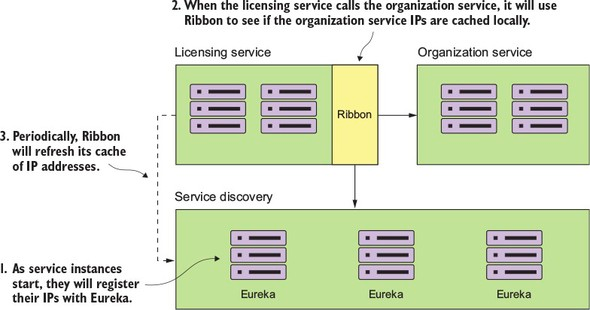 2. When the licensing service calls the organization service, it will use
Ribbon to see if the organization service IPs are cached locally.
Licensing service
Organization service
Ribbon
3. Periodically, Ribbon
will refresh its cache
of IP addresses.
Service discovery
1. As service instances
start, they will register
their IPs with Eureka.
Eureka
Eureka
Eureka